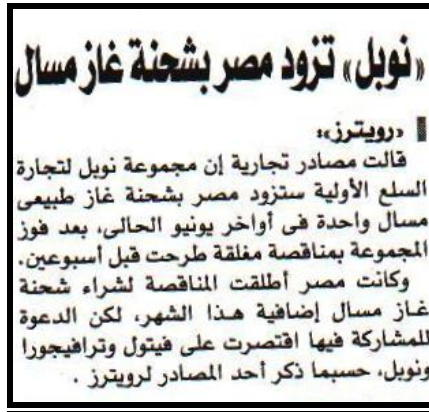 «نوبل» تزود مصر بشحنة غاز مسال
«رويترز»:
قالت مصادر تجارية إن مجموعة نوبل لتجارة
السلع الأولية ستزود مصر بشحنة غاز طبيعى
مسال واحدة فى أواخر يونيو الحالى، بعد فوز
المجموعة بمناقصة مغلقة طرحت قبل أسبوعين.
وكانت مصر أطلقت المناقصة لشراء شحنة
غاز مسال إضافية هذا الشهر، لكن الدعوة
للمشاركة فيها اقتصرت على فيتول وترافيجورا
ونوبل، حسبما ذكر أحد المصادر لرويترز .